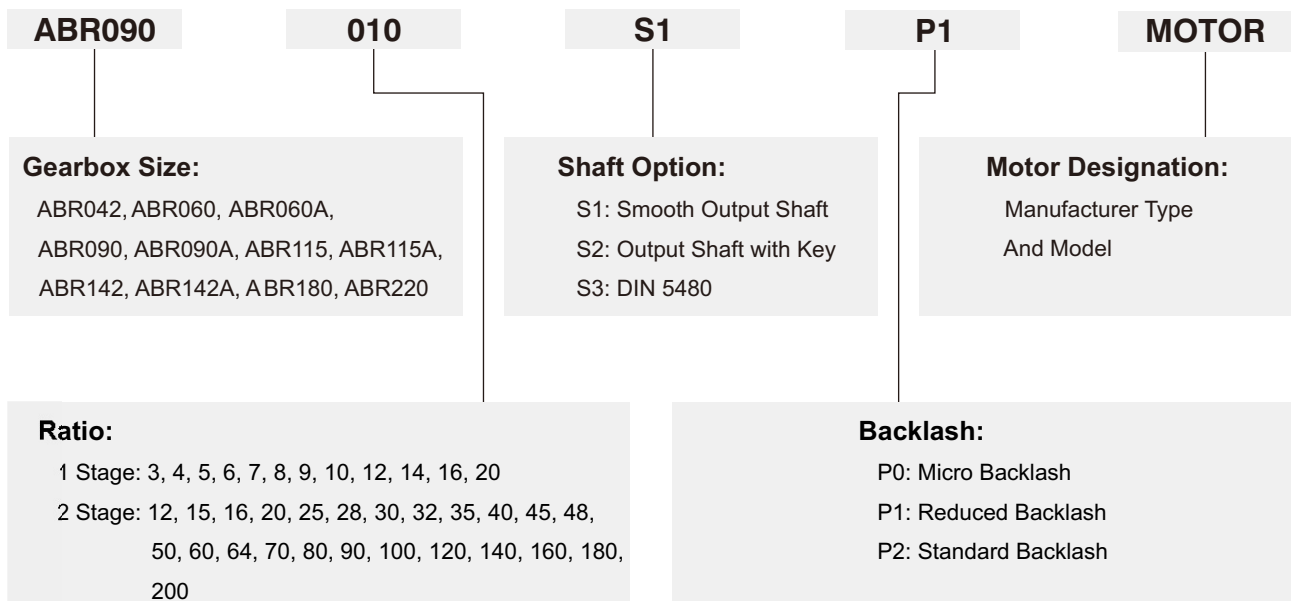 ABR090 010 S1 P1 MOTOR
Gearbox Size:
ABR042, ABR060, ABR060A,
ABR090, ABR090A, ABR115, ABR115A,
ABR142, ABR142A, ABR180, ABR220
Shaft Option:
S1: Smooth Output Shaft
S2: Output Shaft with Key
S3: DIN 5480
Motor Designation:
Manufacturer Type
And Model
Ratio:
1 Stage: 3, 4, 5, 6, 7, 8, 9, 10, 12, 14, 16, 20
2 Stage: 12, 15, 16, 20, 25, 28, 30, 32, 35, 40, 45, 48,
50, 60, 64, 70, 80, 90, 100, 120, 140, 160, 180,
200
Backlash:
P0: Micro Backlash
P1: Reduced Backlash
P2: Standard Backlash